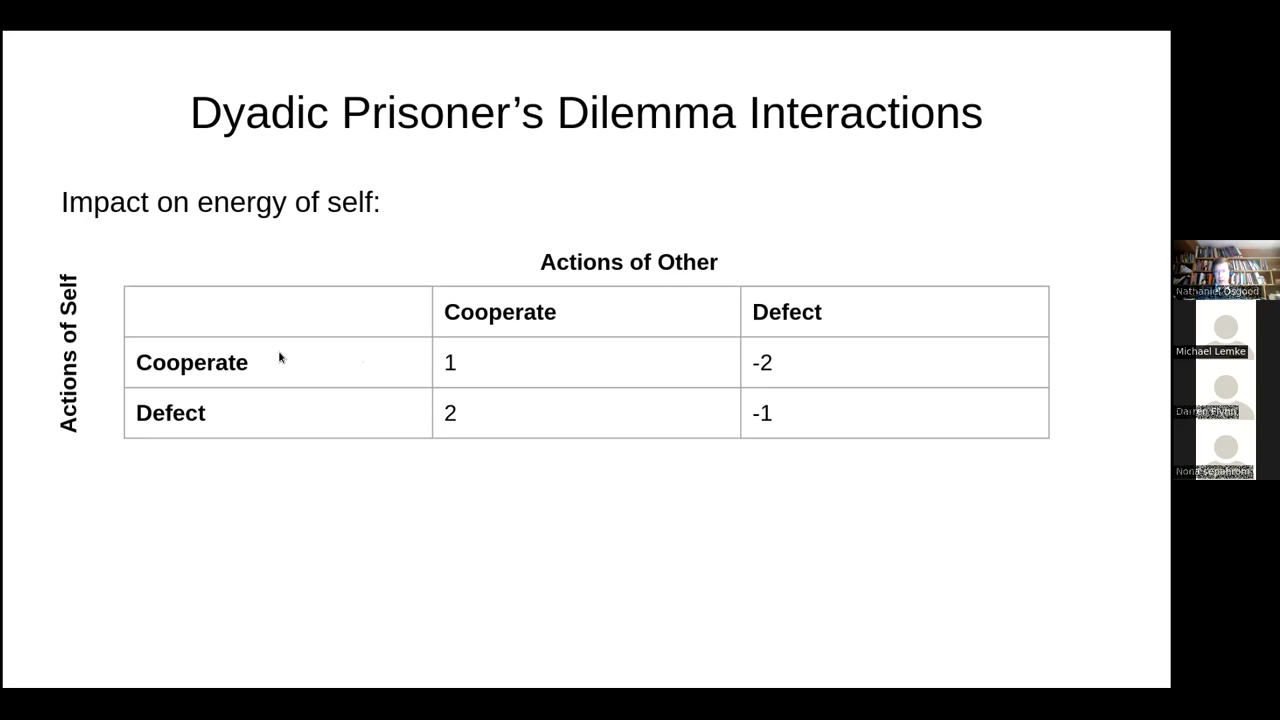 Dyadic Prisoner’s Dilemma Interactions
Impact on energy of self:
Actions of Other
Actions of Self
Cooperate Defect
Cooperate 1 -2
Defect 2 -1
Nathaniel Osgood
Michael Lemke
Darren Flynn